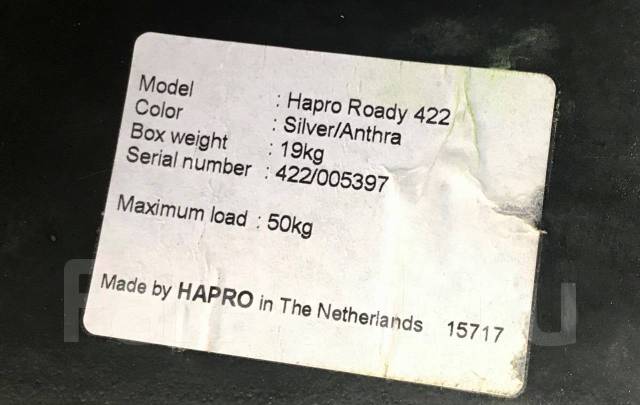 Model : Hapro Roady 422
Color : Silver/Anthra
Box weight : 19kg
Serial number : 422/005397
Maximum load : 50kg
Made by HAPRO in The Netherlands 15717